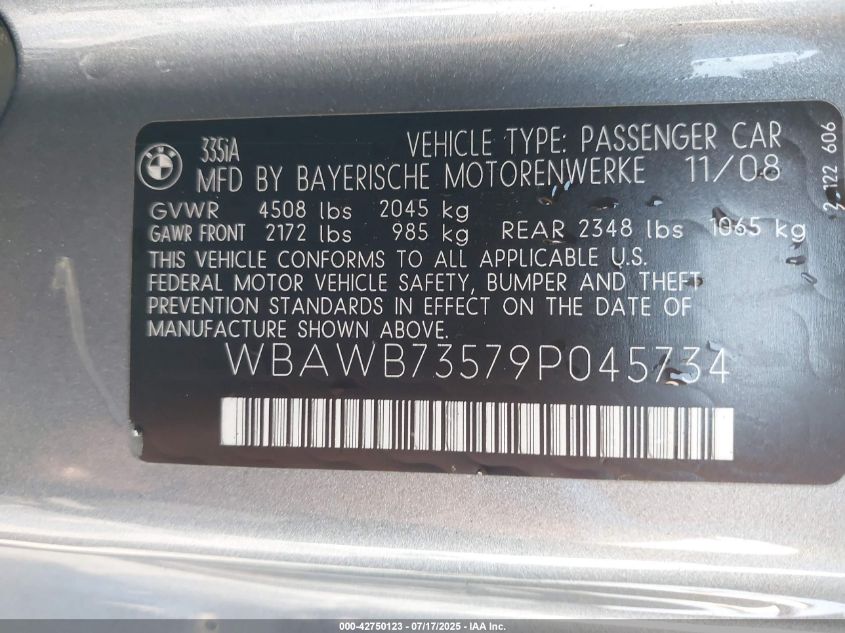 BMW
335iA
VEHICLE TYPE: PASSENGER CAR
MFD BY BAYERISCHE MOTORENWERKE 11/08
GVWR 4508 lbs 2045 kg
GAWR FRONT 2172 lbs 985 kg REAR 2348 lbs 1065 kg
THIS VEHICLE CONFORMS TO ALL APPLICABLE U.S.
FEDERAL MOTOR VEHICLE SAFETY, BUMPER AND THEFT
PREVENTION STANDARDS IN EFFECT ON THE DATE OF
MANUFACTURE SHOWN ABOVE.
WBAWB73579P045734
122 606
000-42750123 - 07/17/2025 - IAA Inc.